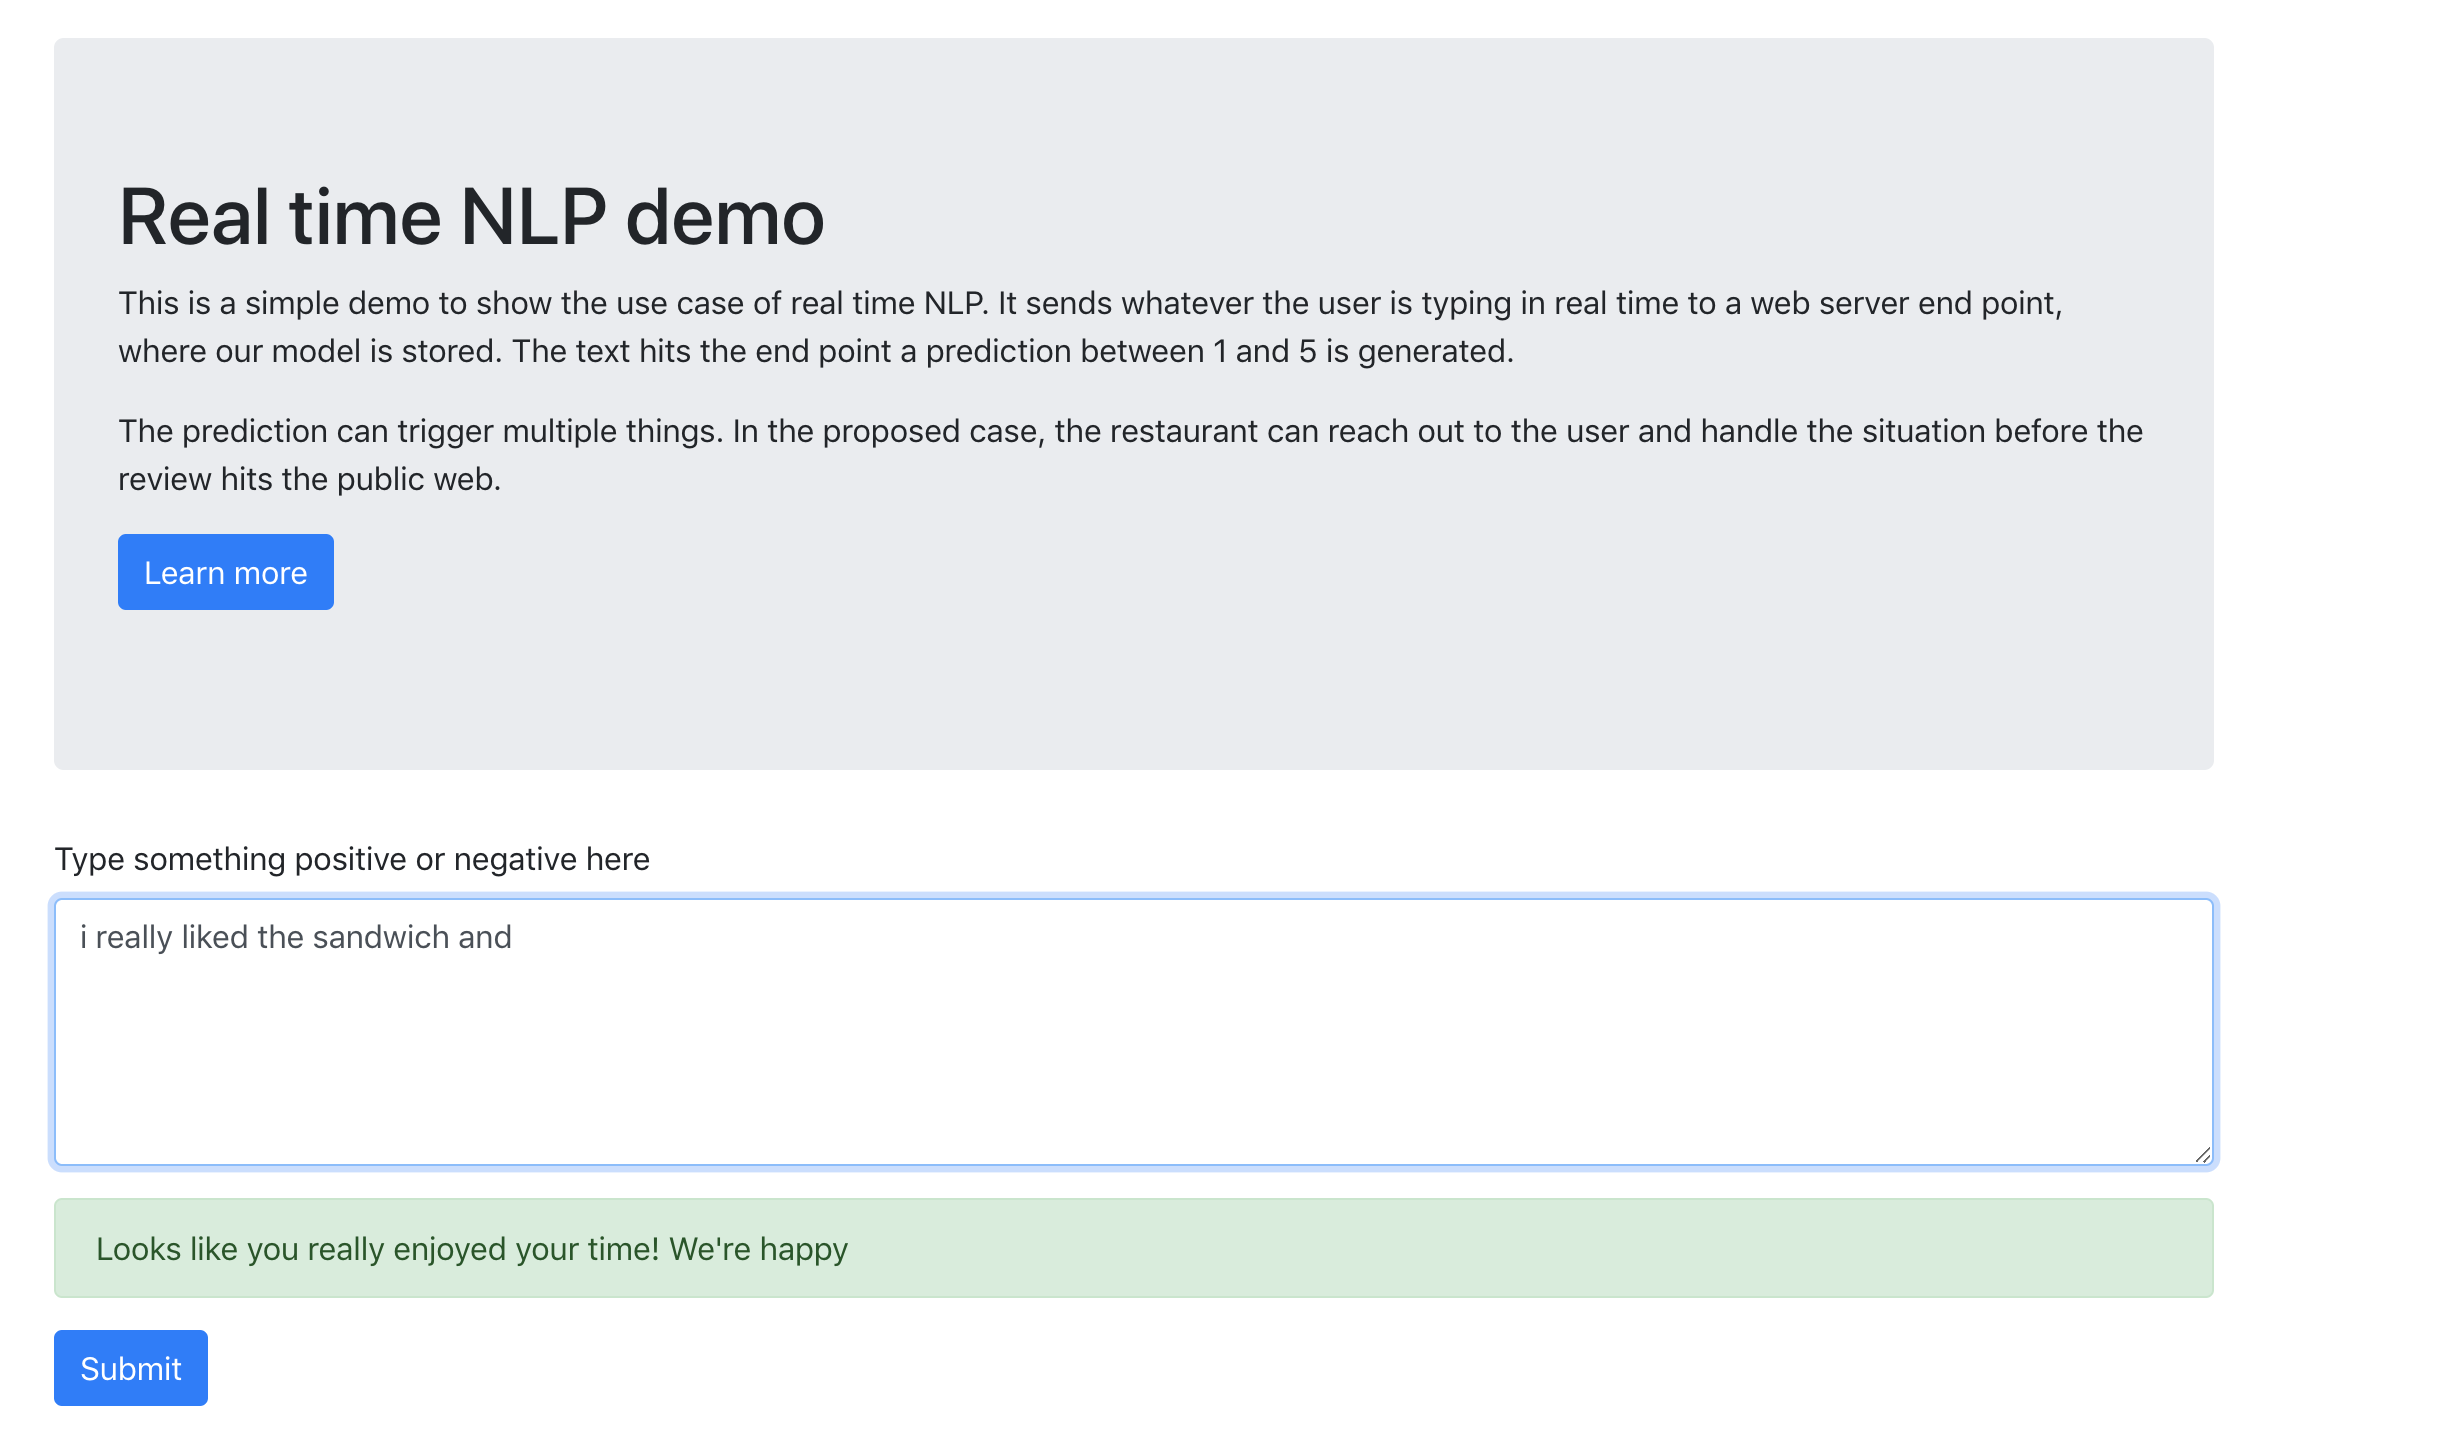 Real time NLP demo
This is a simple demo to show the use case of real time NLP. It sends whatever the user is typing in real time to a web server end point,
where our model is stored. The text hits the end point a prediction between 1 and 5 is generated.
The prediction can trigger multiple things. In the proposed case, the restaurant can reach out to the user and handle the situation before the
review hits the public web.
Learn more
Type something positive or negative here
i really liked the sandwich and
Looks like you really enjoyed your time! We're happy
Submit